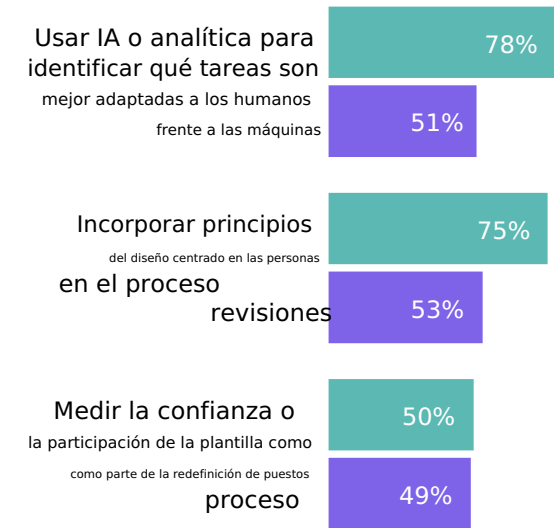 Usar IA o analítica para
identificar qué tareas son
mejor adaptadas a los humanos
frente a las máquinas
78%
51%
Incorporar principios
del diseño centrado en las personas
en el proceso
revisiones
75%
53%
Medir la confianza o
la participación de la plantilla como
como parte de la redefinición de puestos
proceso
50%
49%